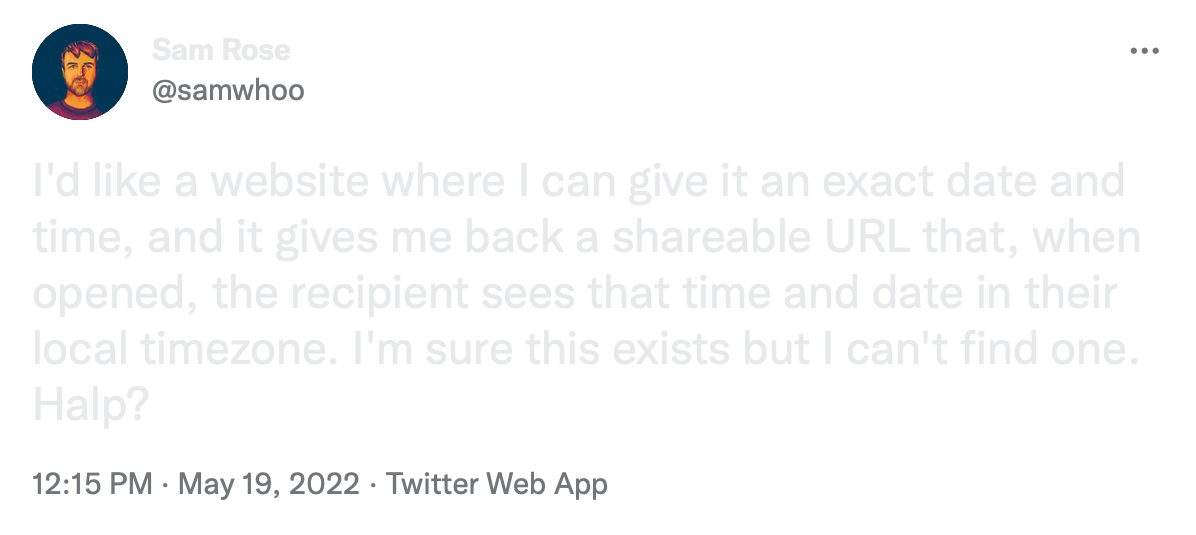 Sam Rose
@samwhoo
I'd like a website where I can give it an exact date and
time, and it gives me back a shareable URL that, when
opened, the recipient sees that time and date in their
local timezone. I'm sure this exists but I can't find one.
Halp?
12:15 PM · May 19, 2022 · Twitter Web App